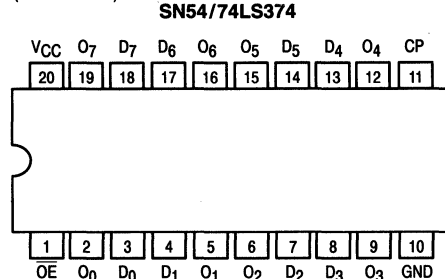 SN54/74LS374
VCC O7 D7 D6 O6 O5 D5 D4 O4 CP
20 19 18 17 16 15 14 13 12 11
1 2 3 4 5 6 7 8 9 10
OE O0 D0 D1 O1 O2 D2 D3 O3 GND